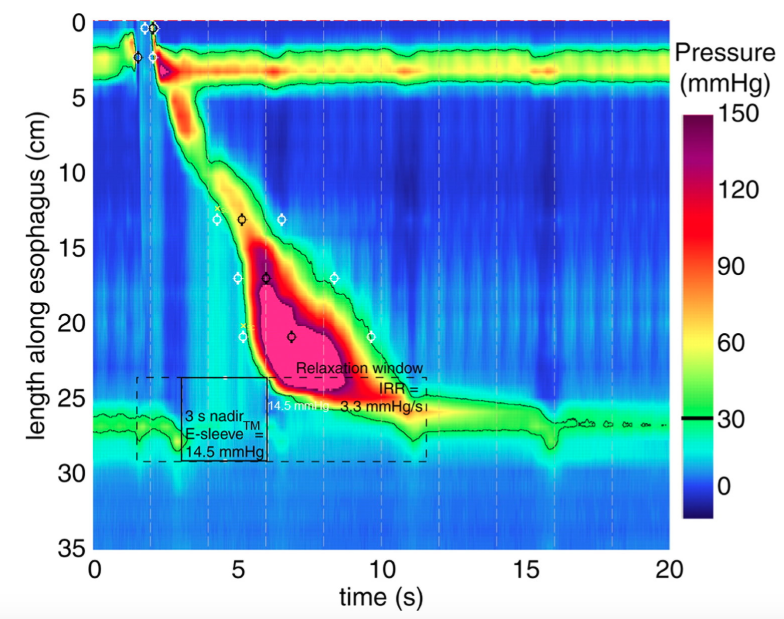 Pressure
(mmHg)
0
5
10
15
20
25
30
35
length along esophagus (cm)
150
120
90
60
30
0
Relaxation window
IRR =
14.5 mmHg
3.3 mmHg/s
3 s nadir
E-sleeve™ =
14.5 mmHg
0
5
10
15
20
time (s)